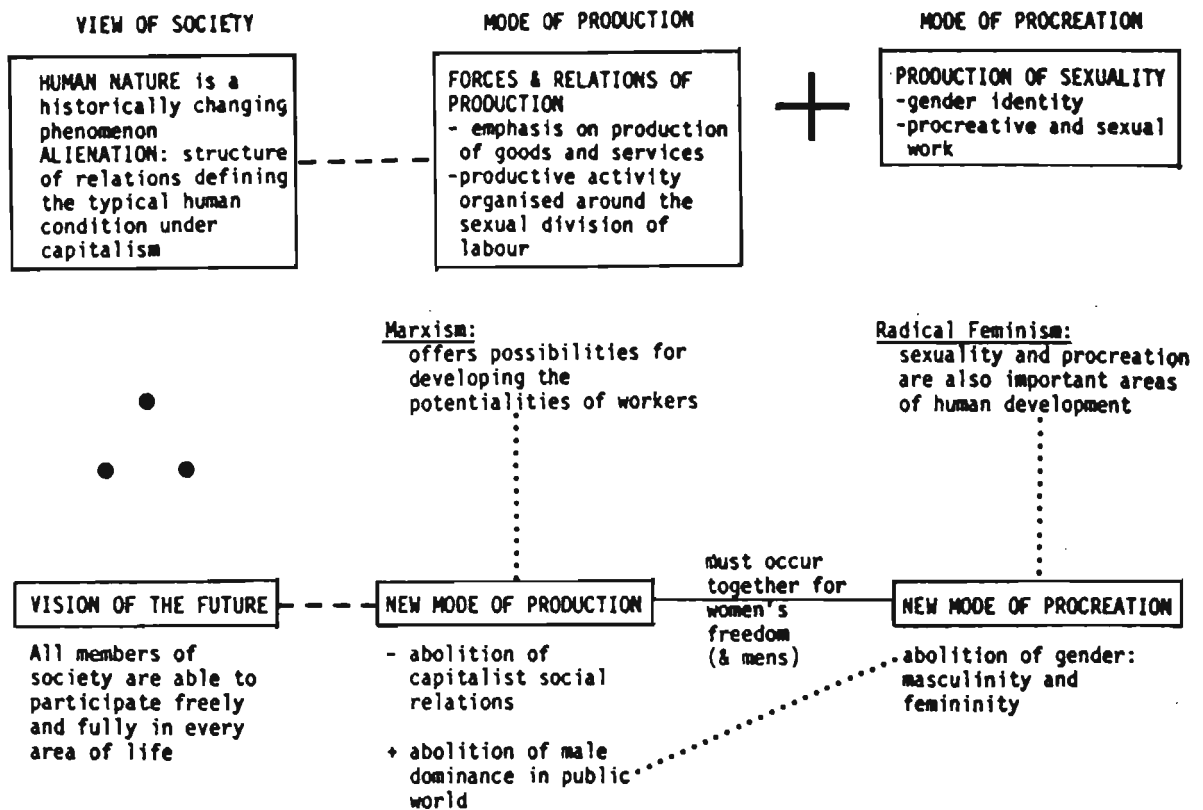 VIEW OF SOCIETY
MODE OF PRODUCTION
MODE OF PROCREATION
HUMAN NATURE is a
historically changing
phenomenon
ALIENATION: structure
of relations defining
the typical human
condition under
capitalism
FORCES & RELATIONS OF
PRODUCTION
- emphasis on production
of goods and services
-productive activity
organised around the
sexual division of
labour
+
PRODUCTION OF SEXUALITY
-gender identity
-procreative and sexual
work
Marxism:
offers possibilities for
developing the
potentialities of workers
Radical Feminism:
sexuality and procreation
are also important areas
of human development
VISION OF THE FUTURE
All members of
society are able to
participate freely
and fully in every
area of life
NEW MODE OF PRODUCTION
- abolition of
capitalist social
relations
+ abolition of male
dominance in public
world
must occur
together for
women's
freedom
(& mens)
NEW MODE OF PROCREATION
abolition of gender:
masculinity and
femininity